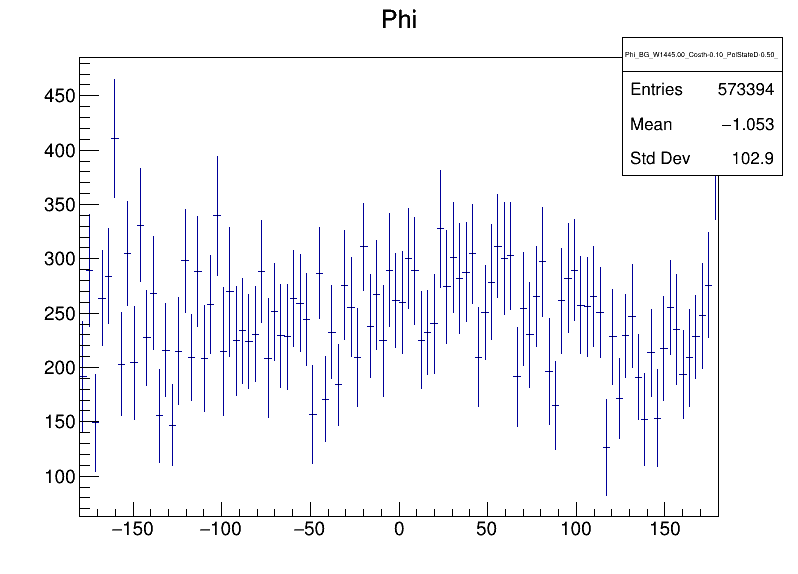 Phi
Phi_BG_W1445.00_Costh-0.10_PolStateD-0.50_
Entries 573394
Mean −1.053
Std Dev 102.9
450
400
350
300
250
200
150
100
−150 −100 −50 0 50 100 150